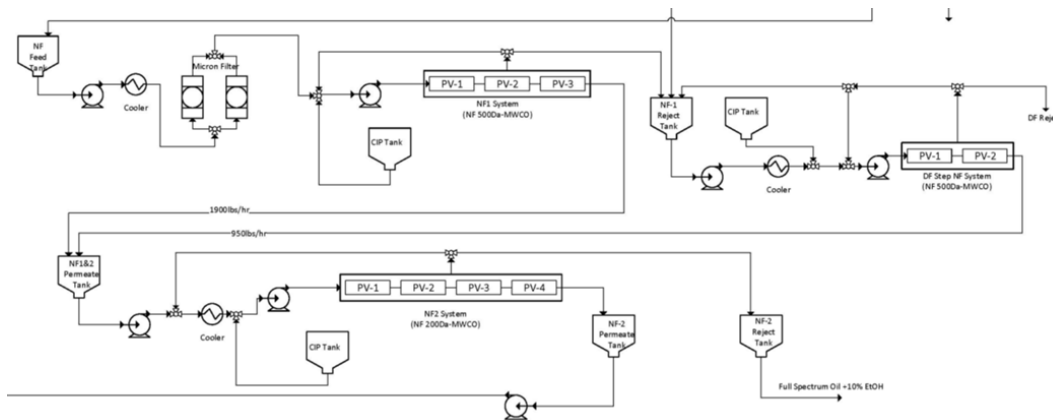 NF
Feed
Tank
Cooler
Micron Filter
PV-1
PV-2
PV-3
NF1 System
(NF 500Da-MWCO)
CIP Tank
NF-1
Reject
Tank
CIP Tank
Cooler
DF Reje
PV-1
PV-2
DF Step NF System
(NF 500Da-MWCO)
1900lbs/hr
950lbs/hr
NF1&2
Permeate
Tank
Cooler
PV-1
PV-2
PV-3
PV-4
NF2 System
(NF 200Da-MWCO)
CIP Tank
NF-2
Permeate
Tank
NF-2
Reject
Tank
Full Spectrum Oil +10% EtOH